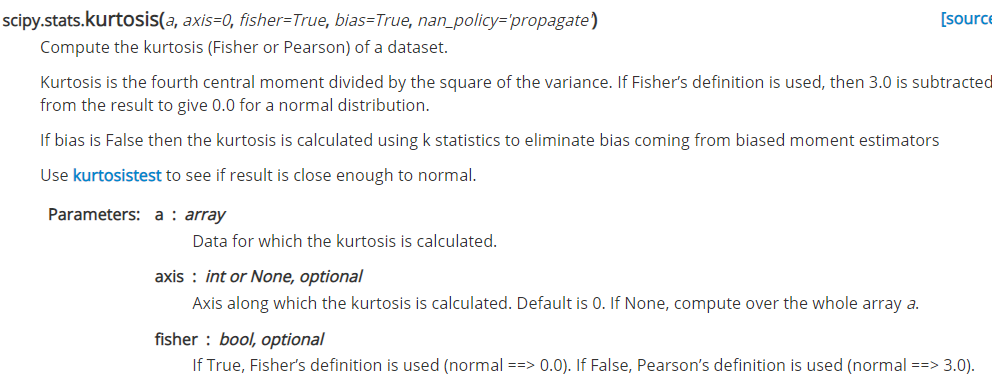 scipy.stats.kurtosis(a, axis=0, fisher=True, bias=True, nan_policy='propagate') [source
Compute the kurtosis (Fisher or Pearson) of a dataset.
Kurtosis is the fourth central moment divided by the square of the variance. If Fisher's definition is used, then 3.0 is subtracted
from the result to give 0.0 for a normal distribution.
If bias is False then the kurtosis is calculated using k statistics to eliminate bias coming from biased moment estimators
Use kurtosistest to see if result is close enough to normal.
Parameters: a : array
Data for which the kurtosis is calculated.
axis : int or None, optional
Axis along which the kurtosis is calculated. Default is 0. If None, compute over the whole array a.
fisher : bool, optional
If True, Fisher's definition is used (normal ==> 0.0). If False, Pearson's definition is used (normal ==> 3.0).